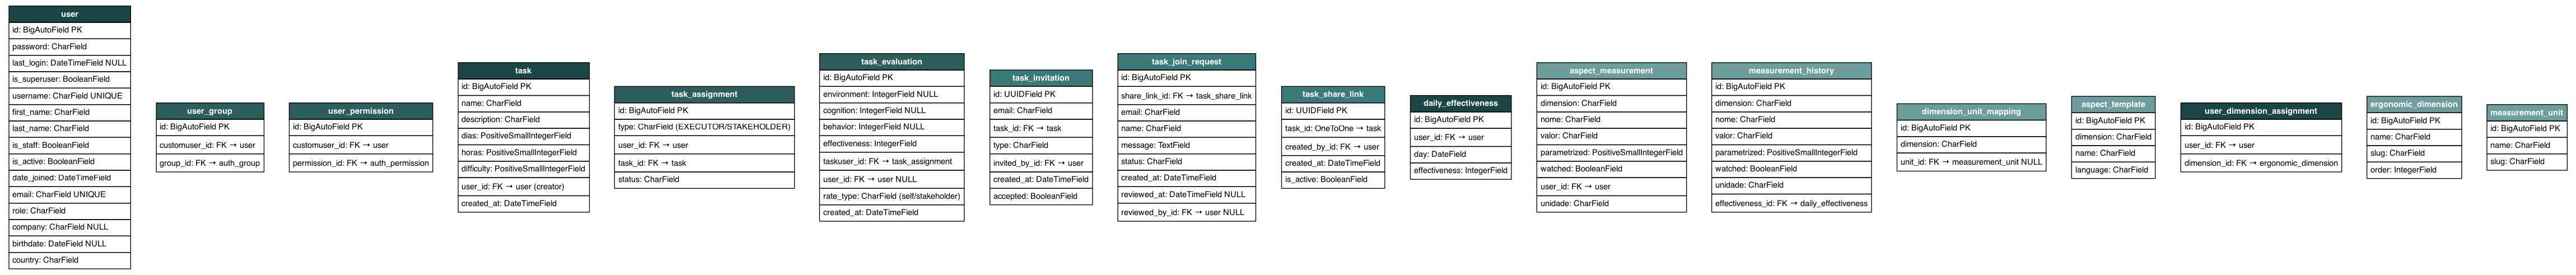 user
id: BigAutoField PK
password: CharField
last_login: DateTimeField NULL
is_superuser: BooleanField
username: CharField UNIQUE
first_name: CharField
last_name: CharField
is_staff: BooleanField
is_active: BooleanField
date_joined: DateTimeField
email: CharField UNIQUE
role: CharField
company: CharField NULL
birthdate: DateField NULL
country: CharField
user_group
id: BigAutoField PK
customuser_id: FK → user
group_id: FK → auth_group
user_permission
id: BigAutoField PK
customuser_id: FK → user
permission_id: FK → auth_permission
task
id: BigAutoField PK
name: CharField
description: CharField
dias: PositiveSmallIntegerField
horas: PositiveSmallIntegerField
difficulty: PositiveSmallIntegerField
user_id: FK → user (creator)
created_at: DateTimeField
task_assignment
id: BigAutoField PK
type: CharField (EXECUTOR/STAKEHOLDER)
user_id: FK → user
task_id: FK → task
status: CharField
task_evaluation
id: BigAutoField PK
environment: IntegerField NULL
cognition: IntegerField NULL
behavior: IntegerField NULL
effectiveness: IntegerField
taskuser_id: FK → task_assignment
user_id: FK → user NULL
rate_type: CharField (self/stakeholder)
created_at: DateTimeField
task_invitation
id: UUIDField PK
email: CharField
task_id: FK → task
type: CharField
invited_by_id: FK → user
created_at: DateTimeField
accepted: BooleanField
task_join_request
id: BigAutoField PK
share_link_id: FK → task_share_link
email: CharField
name: CharField
message: TextField
status: CharField
created_at: DateTimeField
reviewed_at: DateTimeField NULL
reviewed_by_id: FK → user NULL
task_share_link
id: UUIDField PK
task_id: OneToOne → task
created_by_id: FK → user
created_at: DateTimeField
is_active: BooleanField
daily_effectiveness
id: BigAutoField PK
user_id: FK → user
day: DateField
effectiveness: IntegerField
aspect_measurement
id: BigAutoField PK
dimension: CharField
nome: CharField
valor: CharField
parametrized: PositiveSmallIntegerField
watched: BooleanField
user_id: FK → user
unidade: CharField
measurement_history
id: BigAutoField PK
dimension: CharField
nome: CharField
valor: CharField
parametrized: PositiveSmallIntegerField
watched: BooleanField
unidade: CharField
effectiveness_id: FK → daily_effectiveness
dimension_unit_mapping
id: BigAutoField PK
dimension: CharField
unit_id: FK → measurement_unit NULL
aspect_template
id: BigAutoField PK
dimension: CharField
name: CharField
language: CharField
user_dimension_assignment
id: BigAutoField PK
user_id: FK → user
dimension_id: FK → ergonomic_dimension
ergonomic_dimension
id: BigAutoField PK
name: CharField
slug: CharField
order: IntegerField
measurement_unit
id: BigAutoField PK
name: CharField
slug: CharField